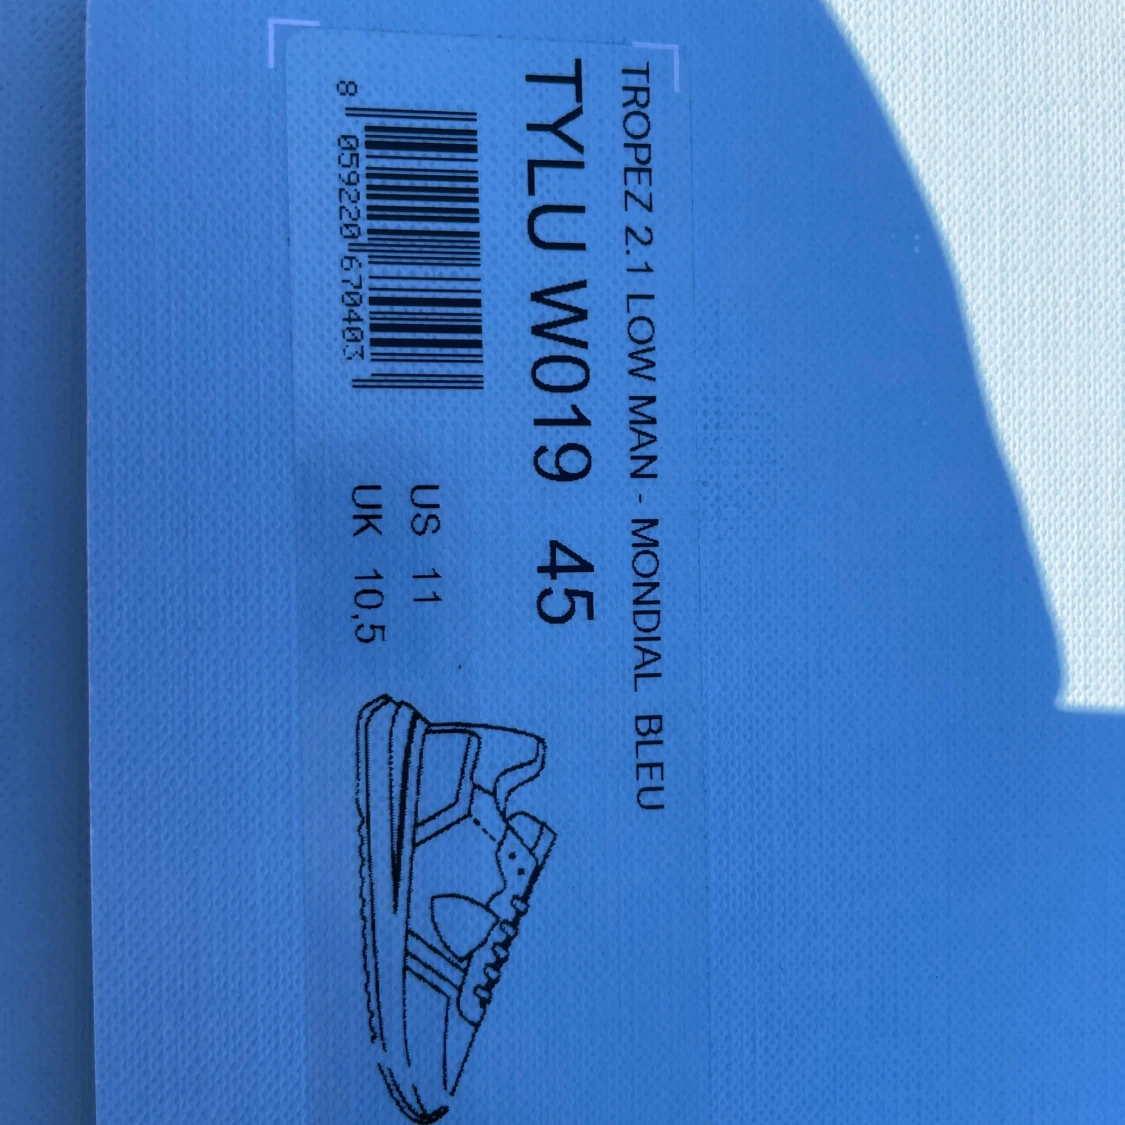 TROPEZ 2.1 LOW MAN - MONDIAL BLEU
TYLU W019 45
US 11
UK 10,5
8 059220 670403